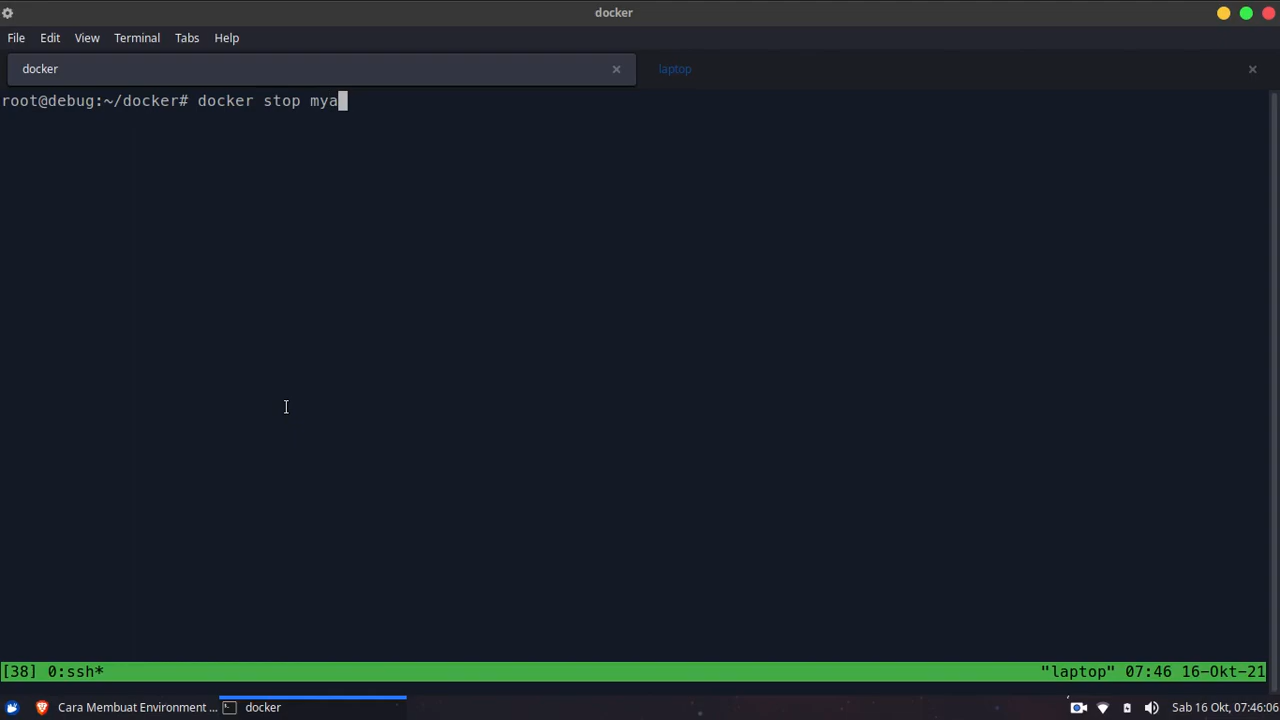 docker
File Edit View Terminal Tabs Help
docker laptop
root@debug:~/docker# docker stop mya
[38] 0:ssh* "laptop" 07:46 16-Okt-21
Cara Membuat Environment ... docker Sab 16 Okt, 07:46:06